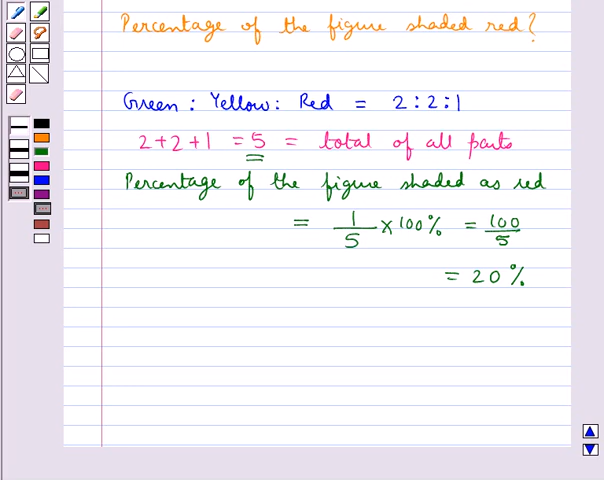 Percentage of the figure shaded red?
Green : Yellow : Red = 2 : 2 : 1
2 + 2 + 1 = 5 = total of all parts
Percentage of the figure shaded as red
= 1/5 × 100% = 100/5
= 20 %